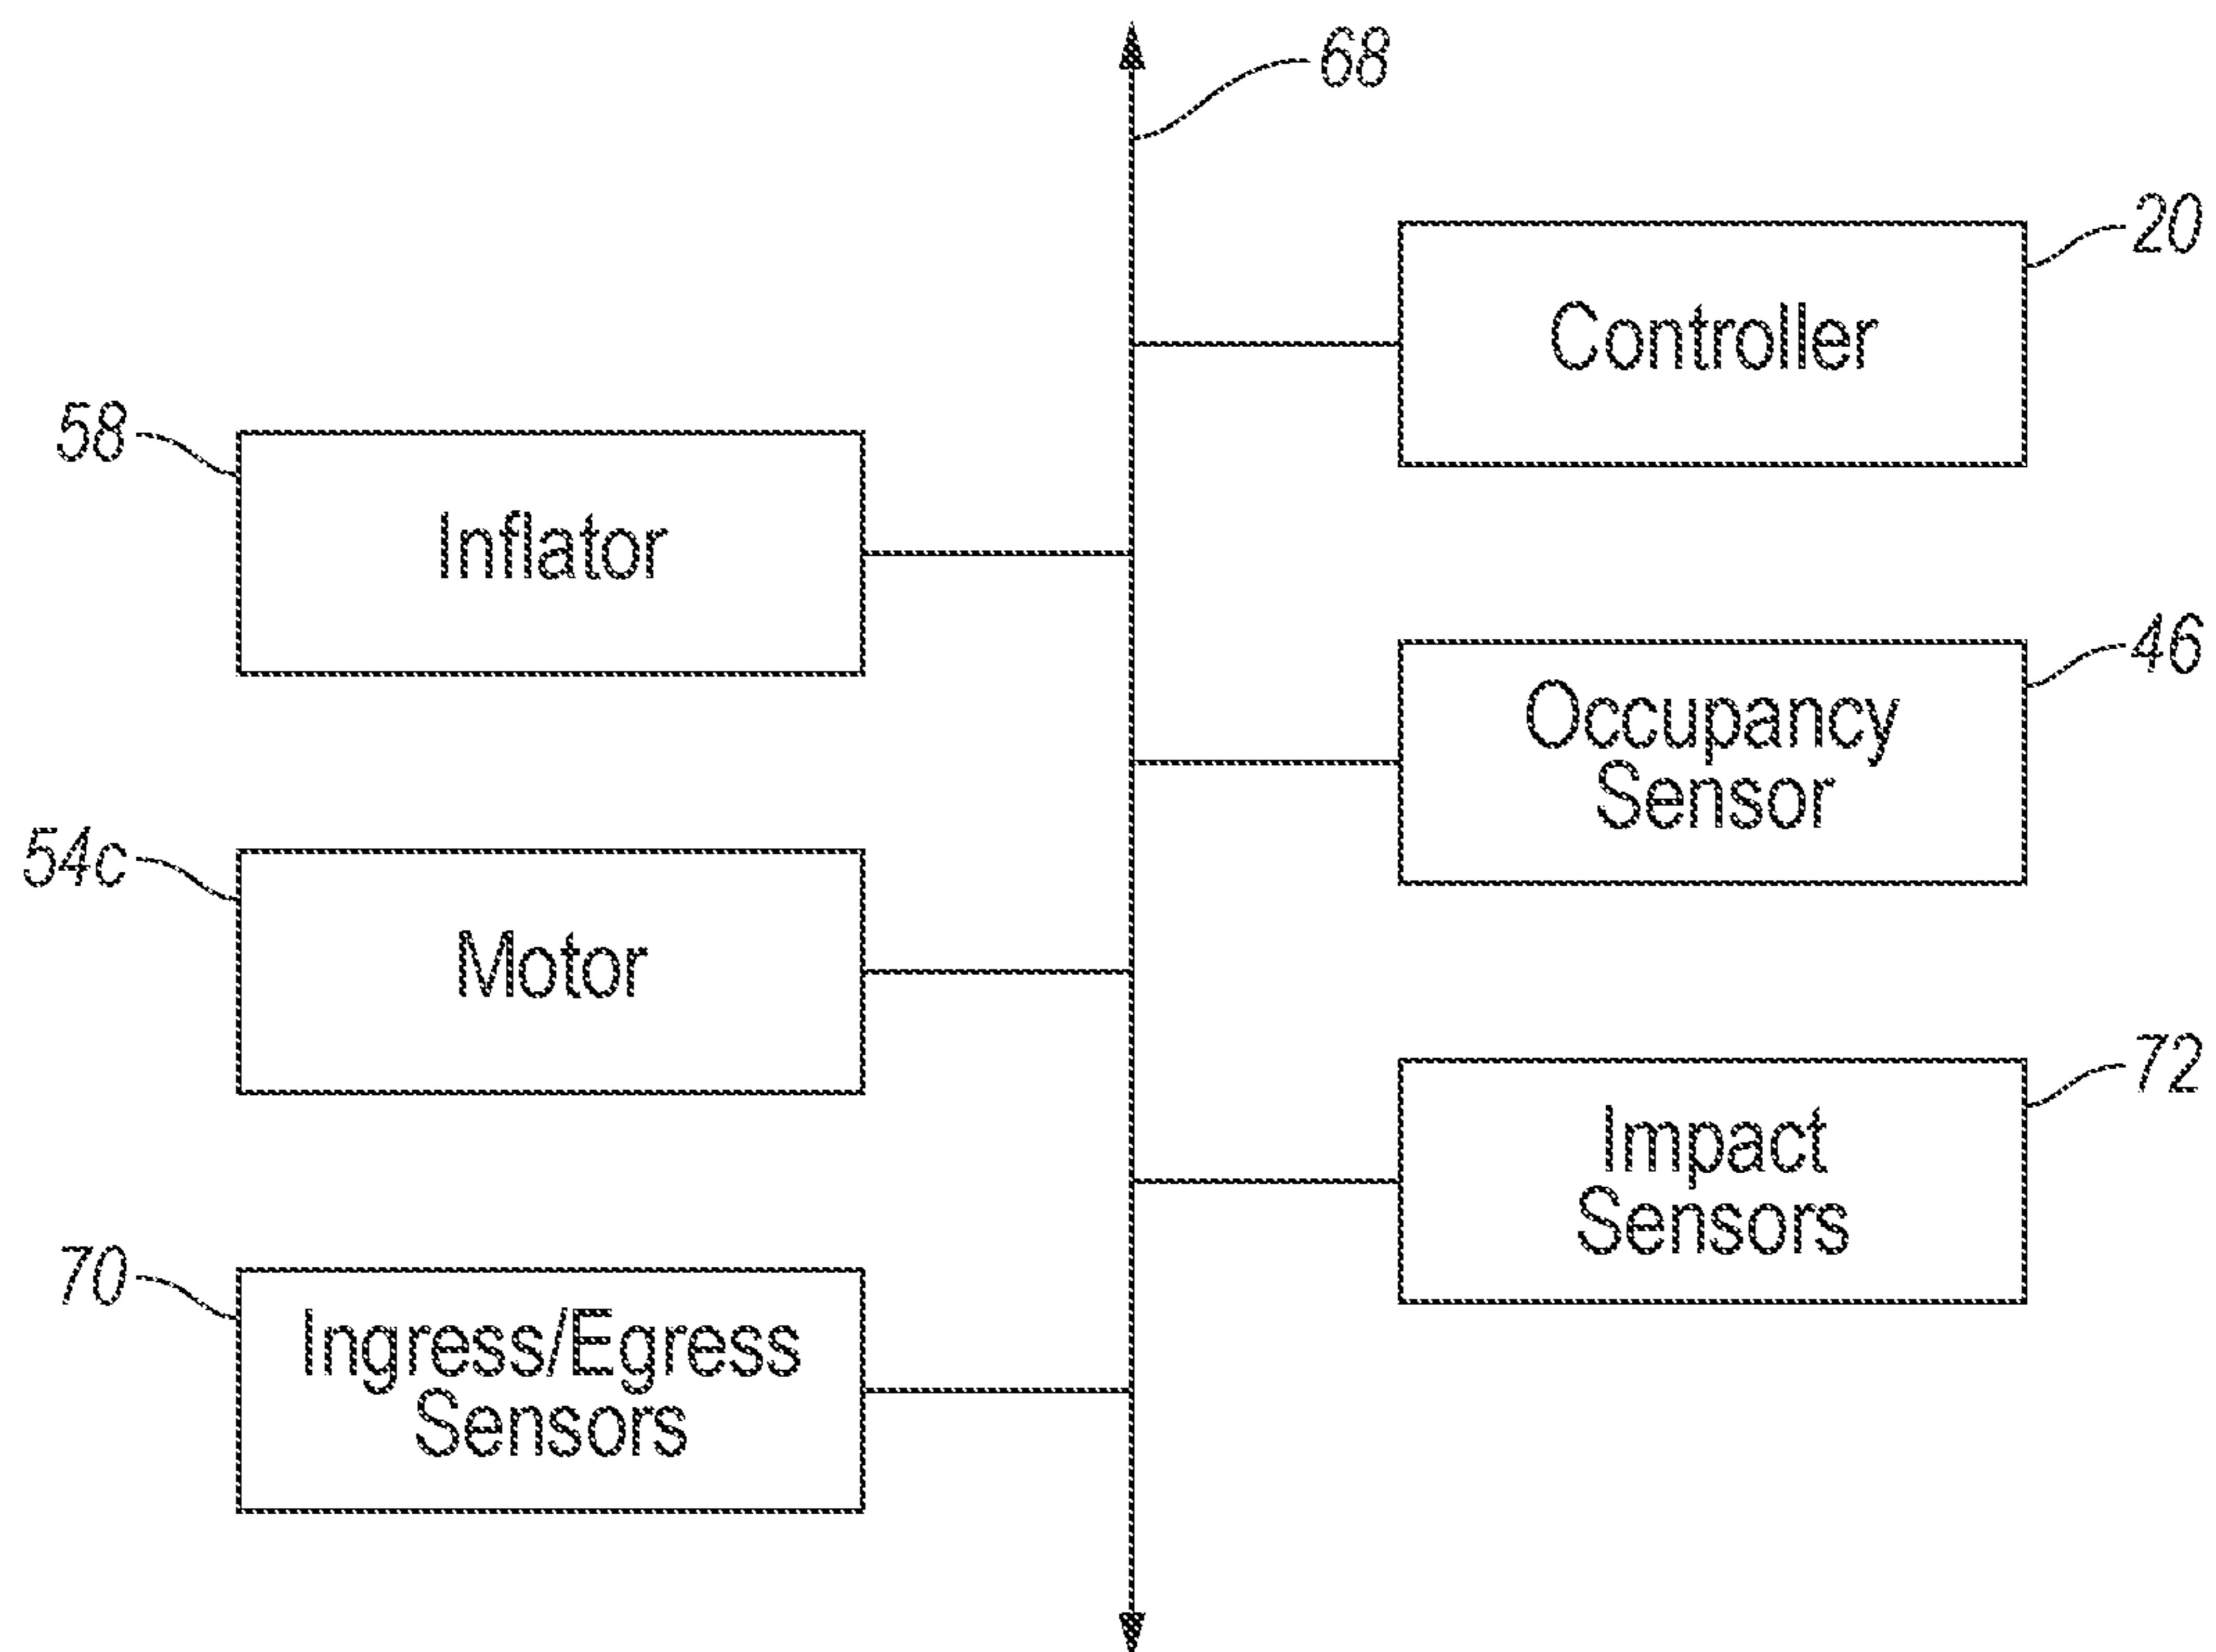 68
20
Controller
58
Inflator
46
Occupancy
Sensor
54c
Motor
72
Impact
Sensors
70
Ingress/Egress
Sensors